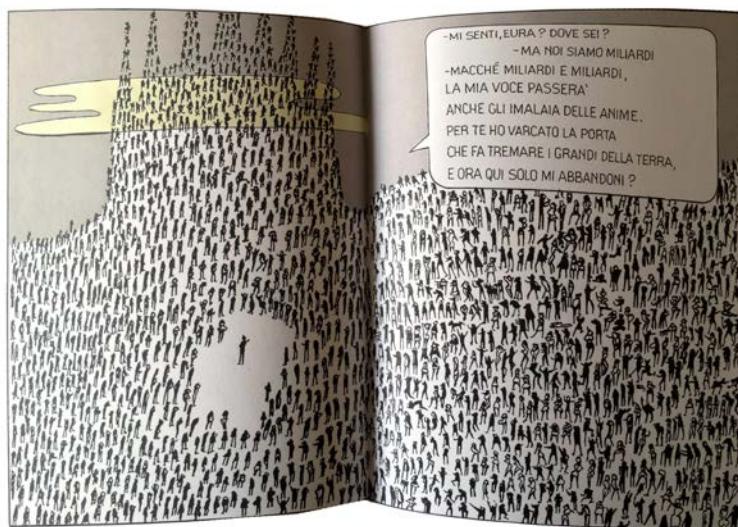 -MI SENTI, EURA? DOVE SEI?
-MA NOI SIAMO MILIARDI
-MACCHÉ MILIARDI E MILIARDI,
LA MIA VOCE PASSERA'
ANCHE GLI IMALAIA DELLE ANIME.
PER TE HO VARCATO LA PORTA
CHE FA TREMARE I GRANDI DELLA TERRA,
E ORA QUI SOLO MI ABBANDONI?